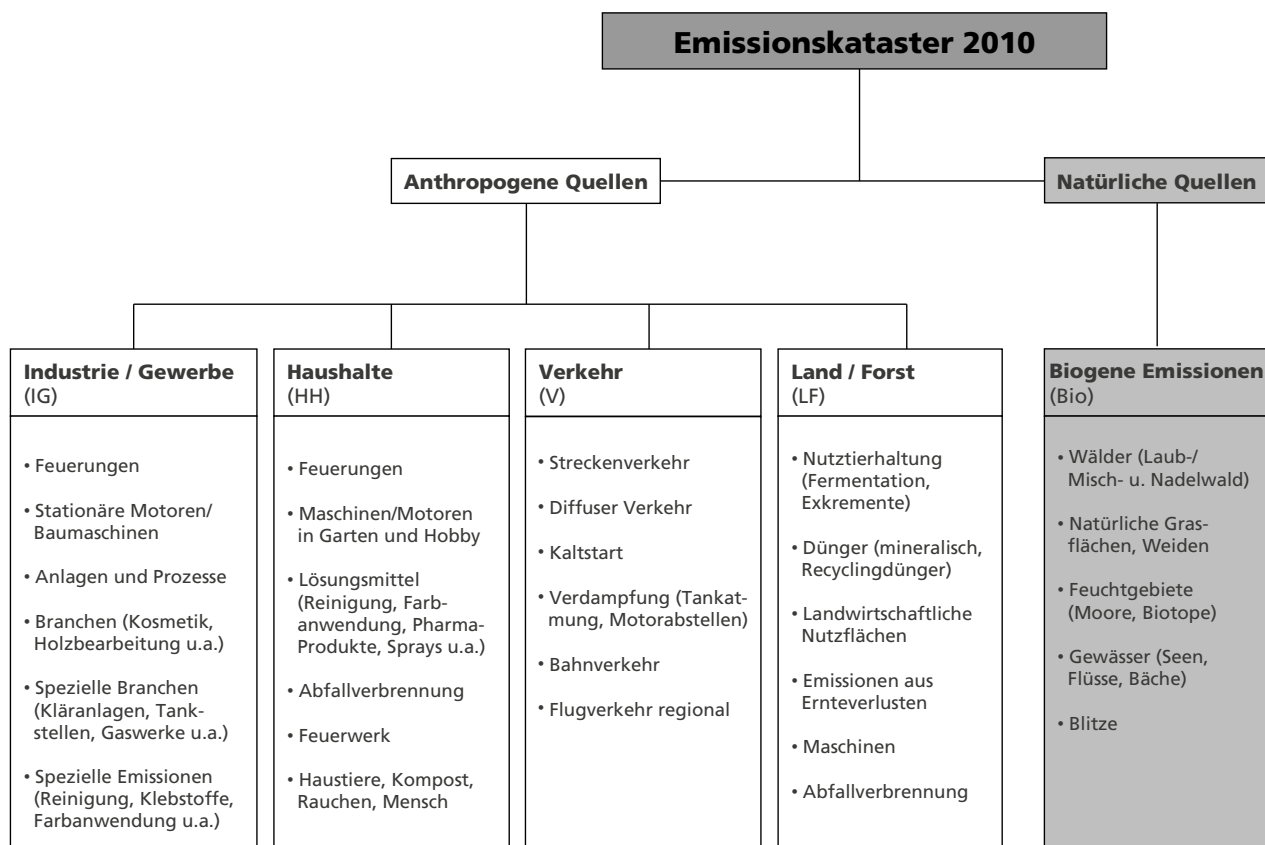 Emissionskataster 2010
Anthropogene Quellen
Natürliche Quellen
Industrie / Gewerbe
(IG)
• Feuerungen
• Stationäre Motoren/
Baumaschinen
• Anlagen und Prozesse
• Branchen (Kosmetik,
Holzbearbeitung u.a.)
• Spezielle Branchen
(Kläranlagen, Tank-
stellen, Gaswerke u.a.)
• Spezielle Emissionen
(Reinigung, Klebstoffe,
Farbanwendung u.a.)
Haushalte
(HH)
• Feuerungen
• Maschinen/Motoren
in Garten und Hobby
• Lösungsmittel
(Reinigung, Farb-
anwendung, Pharma-
Produkte, Sprays u.a.)
• Abfallverbrennung
• Feuerwerk
• Haustiere, Kompost,
Rauchen, Mensch
Verkehr
(V)
• Streckenverkehr
• Diffuser Verkehr
• Kaltstart
• Verdampfung (Tankat-
mung, Motorabstellen)
• Bahnverkehr
• Flugverkehr regional
Land / Forst
(LF)
• Nutztierhaltung
(Fermentation,
Exkremente)
• Dünger (mineralisch,
Recyclingdünger)
• Landwirtschaftliche
Nutzflächen
• Emissionen aus
Ernteverlusten
• Maschinen
• Abfallverbrennung
Biogene Emissionen
(Bio)
• Wälder (Laub-/
Misch- u. Nadelwald)
• Natürliche Gras-
flächen, Weiden
• Feuchtgebiete
(Moore, Biotope)
• Gewässer (Seen,
Flüsse, Bäche)
• Blitze